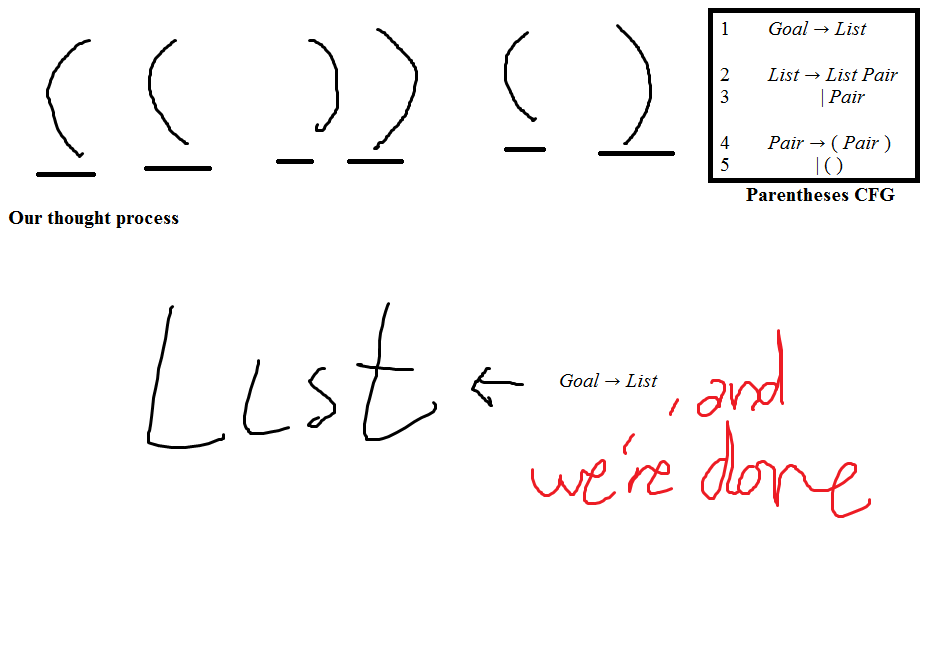 ( ( ) ) ( )
1 Goal → List
2 List → List Pair
3 | Pair
4 Pair → ( Pair )
5 | ( )
Parentheses CFG
Our thought process
List ← Goal → List , and
we're done